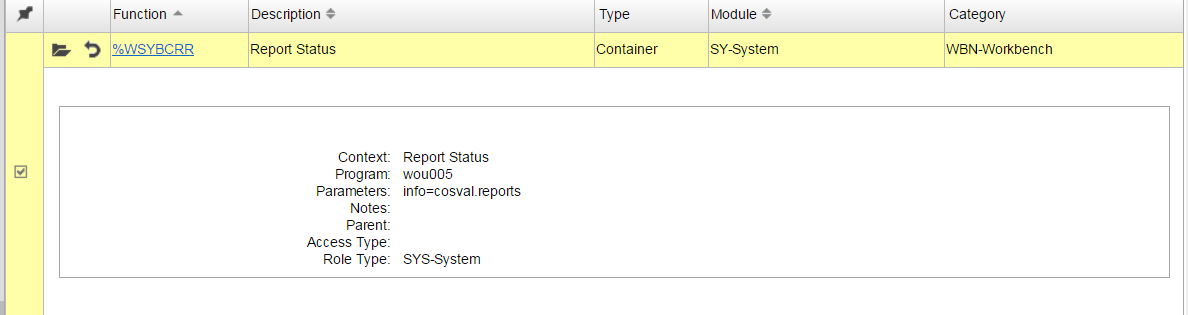 Function Description Type Module Category
%WSYBCRR Report Status Container SY-System WBN-Workbench
Context: Report Status
Program: wou005
Parameters: info=cosval.reports
Notes:
Parent:
Access Type:
Role Type: SYS-System